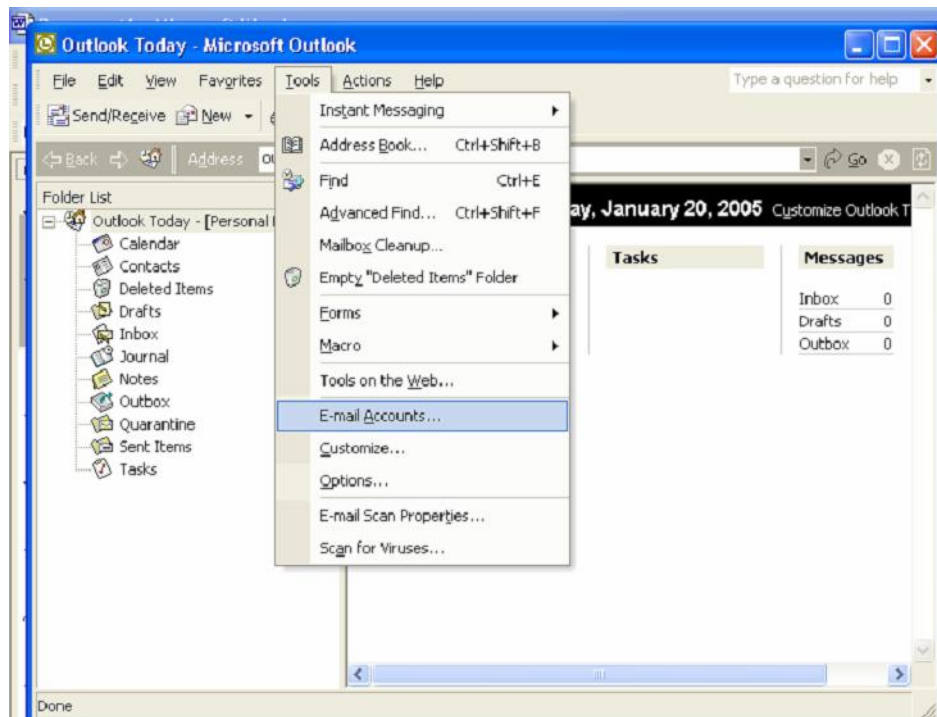 Outlook Today - Microsoft Outlook
File Edit View Favorites Tools Actions Help Type a question for help
Send/Receive New
Back Address Go
Folder List
Outlook Today - [Personal
Calendar
Contacts
Deleted Items
Drafts
Inbox
Journal
Notes
Outbox
Quarantine
Sent Items
Tasks
Instant Messaging
Address Book... Ctrl+Shift+B
Find Ctrl+E
Advanced Find... Ctrl+Shift+F
Mailbox Cleanup...
Empty "Deleted Items" Folder
Forms
Macro
Tools on the Web...
E-mail Accounts...
Customize...
Options...
E-mail Scan Properties...
Scan for Viruses...
ay, January 20, 2005 Customize Outlook T
Tasks
Messages
Inbox 0
Drafts 0
Outbox 0
Done